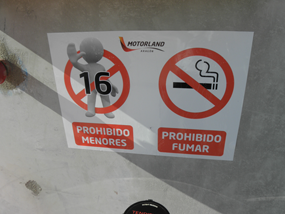 MOTORLAND
ARAGÓN
16
PROHIBIDO
MENORES
PROHIBIDO
FUMAR